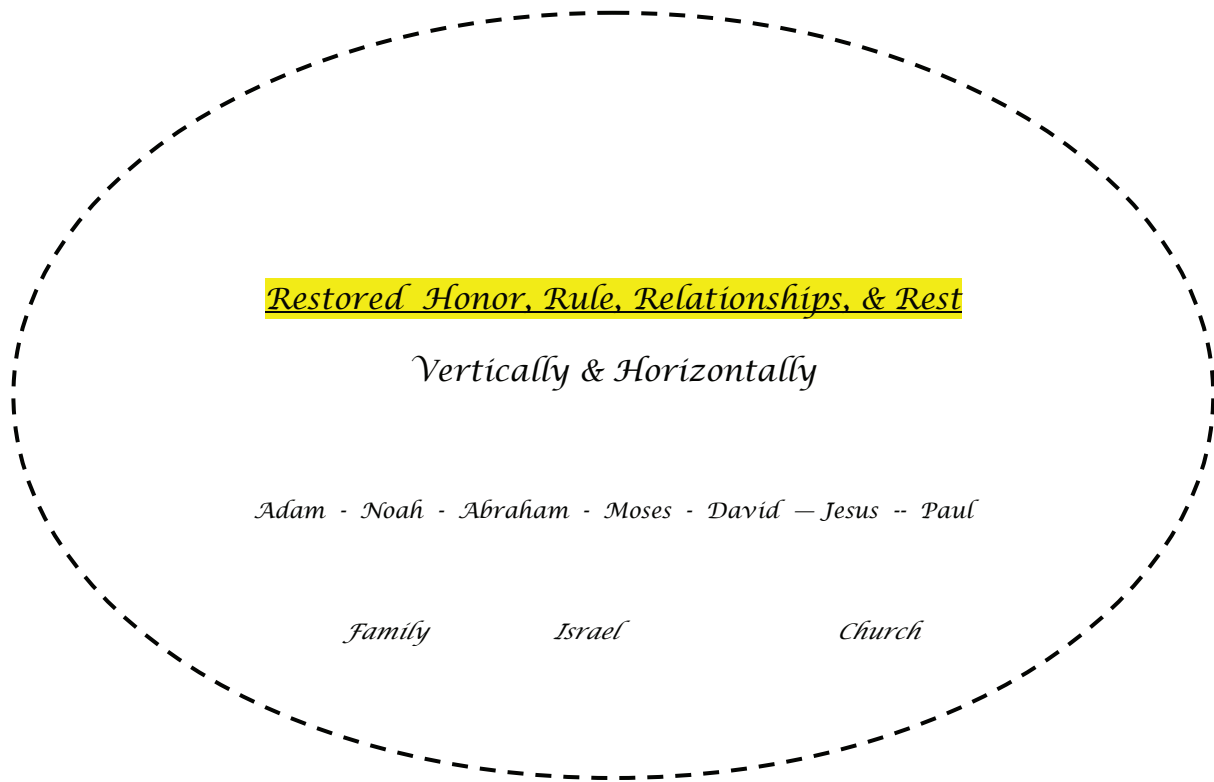 Restored Honor, Rule, Relationships, & Rest
Vertically & Horizontally
Adam - Noah - Abraham - Moses - David — Jesus -- Paul
Family Israel Church